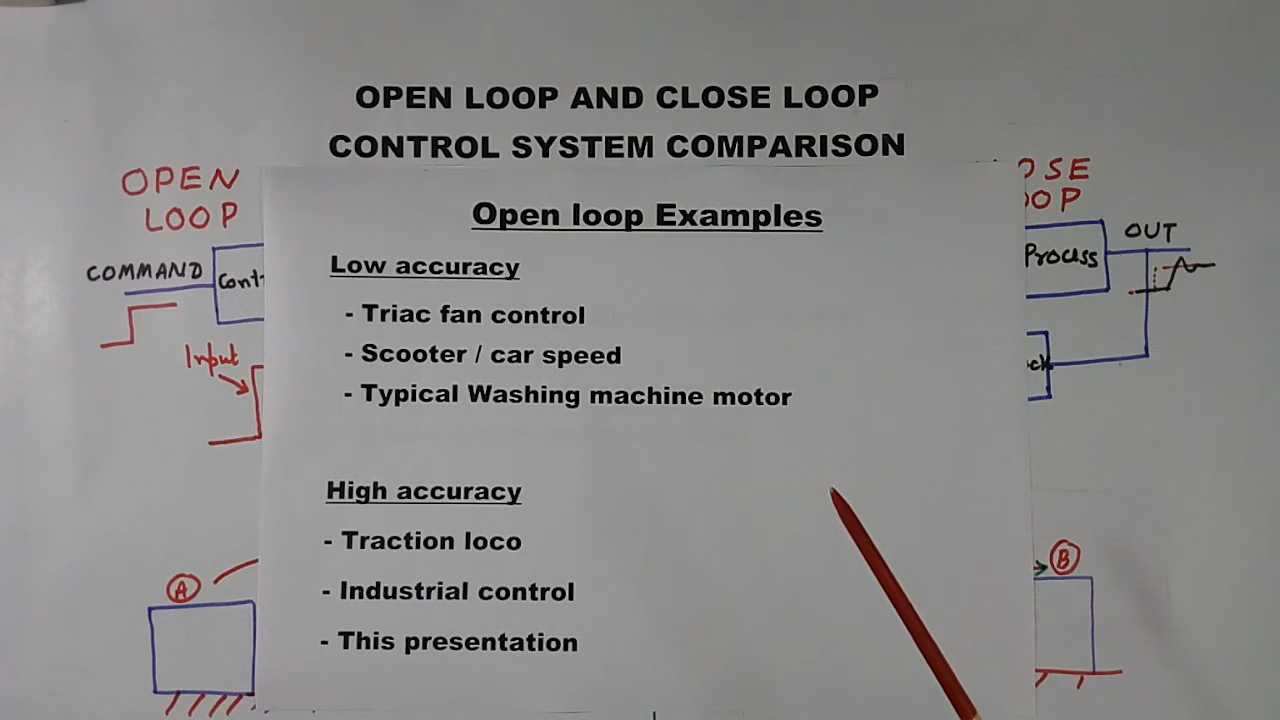 OPEN LOOP AND CLOSE LOOP
CONTROL SYSTEM COMPARISON
OPEN
LOOP
COMMAND
Input
Open loop Examples
Low accuracy
- Triac fan control
- Scooter / car speed
- Typical Washing machine motor
High accuracy
- Traction loco
- Industrial control
- This presentation
A
OUT
Process
B